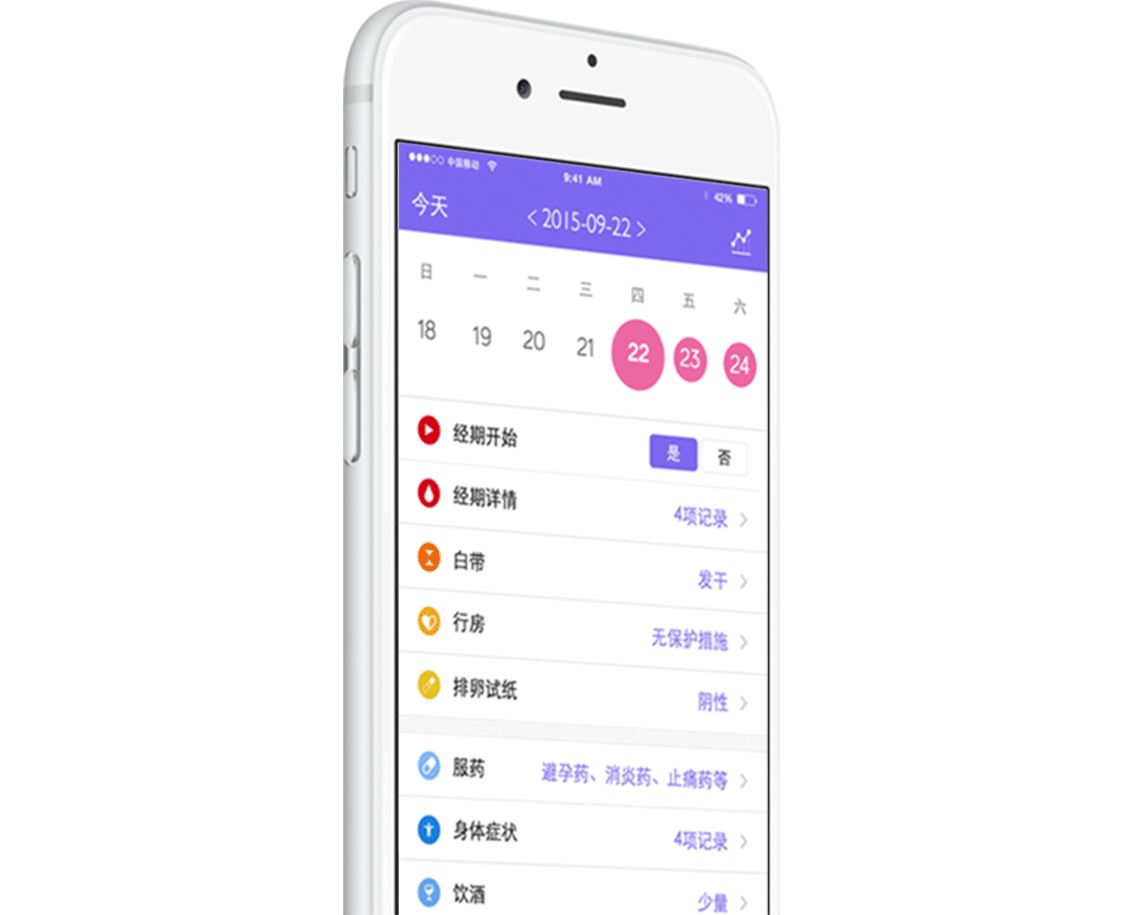 中国移动 9:41 AM 42%
今天 < 2015-09-22 >
日 一 二 三 四 五 六
18 19 20 21 22 23 24
经期开始 是 否
经期详情 4项记录
白带 发干
行房 无保护措施
排卵试纸 阴性
服药 避孕药、消炎药、止痛药等
身体症状 4项记录
饮酒 少量